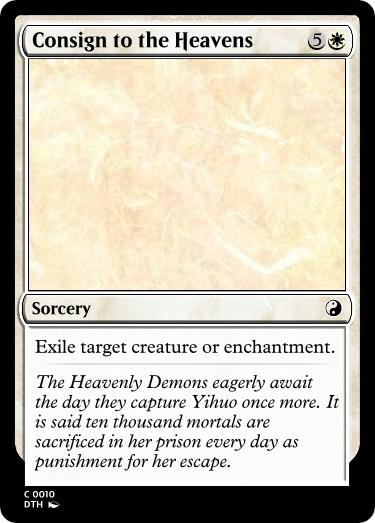 Consign to the Heavens 5
Sorcery
Exile target creature or enchantment.
The Heavenly Demons eagerly await
the day they capture Yihuo once more. It
is said ten thousand mortals are
sacrificed in her prison every day as
punishment for her escape.
C 0010
DTH